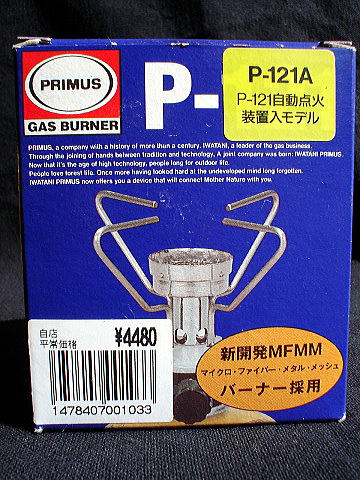 PRIMUS
GAS BURNER
P-
P-121A
P-121自動点火
装置入モデル
PRIMUS, a company with a history of more than a century. IWATANI, a leader of the gas business.
Through the joining of hands between tradition and technology, A joint company was born: IWATANI PRIMUS.
Now that it's the age of high technology, people long for outdoor life.
People love forest life. Once more having looked hard at the undeveloped mind long forgotten.
IWATANI PRIMUS now offers you a device that will connect Mother Nature with you.
自店
平常価格
¥4480
1478407001033
新開発MFMM
マイクロ・ファイバー・メタル・メッシュ
バーナー採用